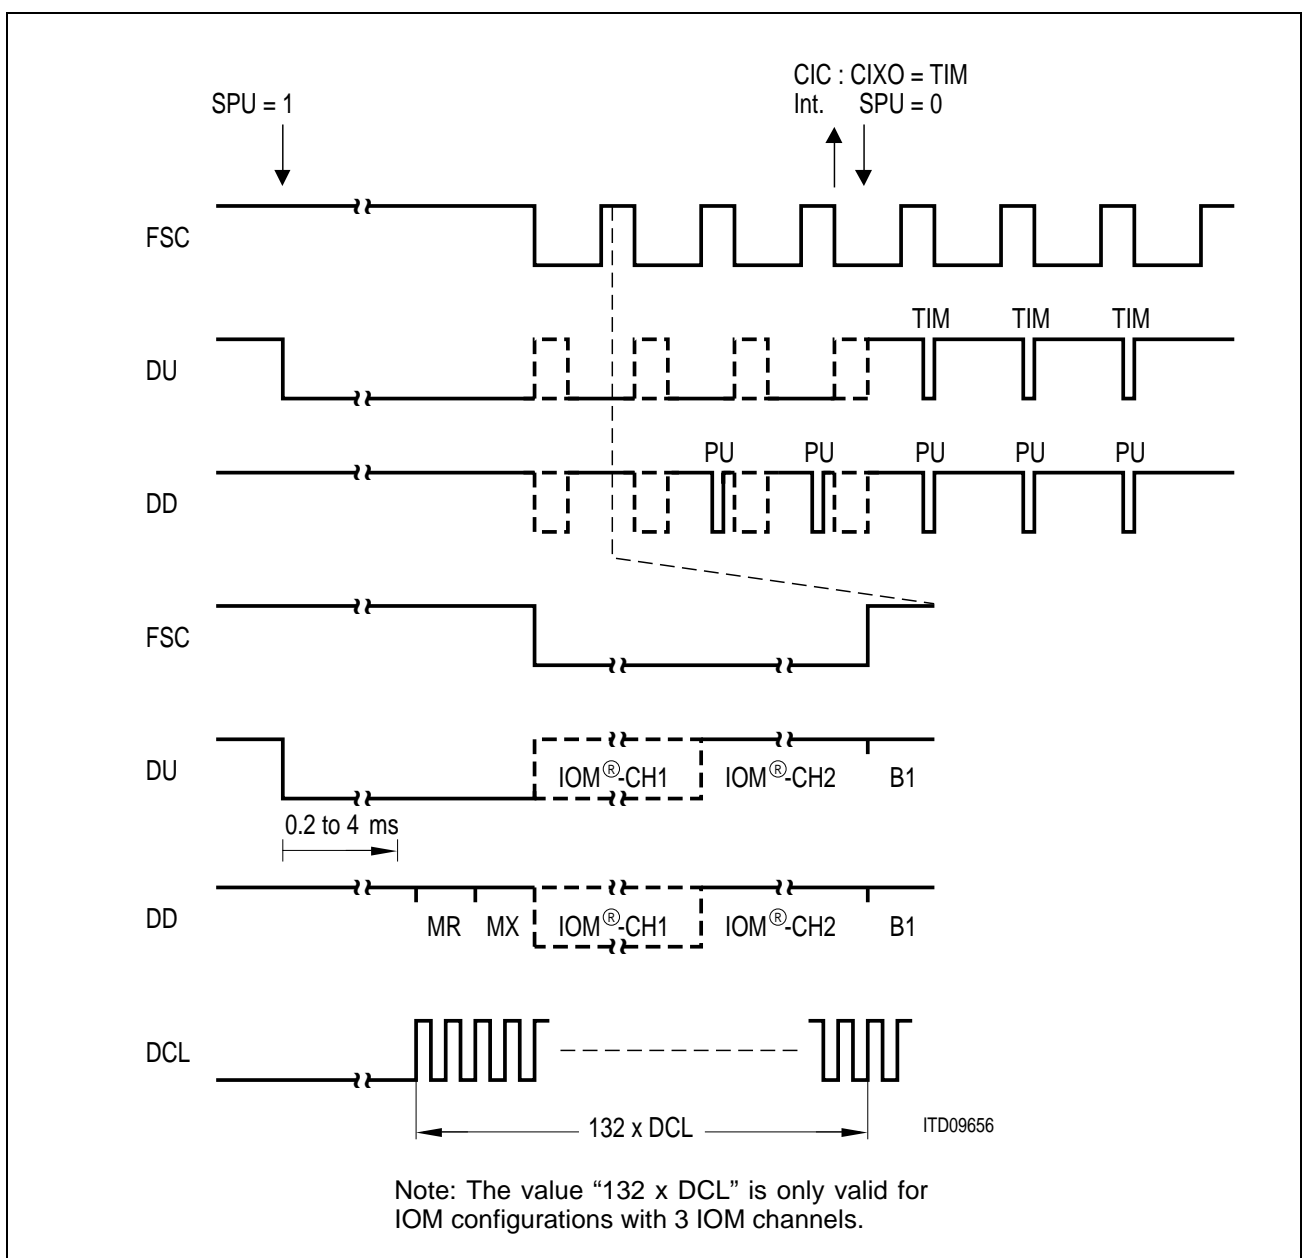 CIC : CIXO = TIM
SPU = 1
Int. SPU = 0
FSC
TIM TIM TIM
DU
PU PU PU PU PU
DD
FSC
DU
IOM®-CH1 IOM®-CH2 B1
0.2 to 4 ms
DD
MR MX IOM®-CH1 IOM®-CH2 B1
DCL
132 x DCL
ITD09656
Note: The value “132 x DCL” is only valid for
IOM configurations with 3 IOM channels.